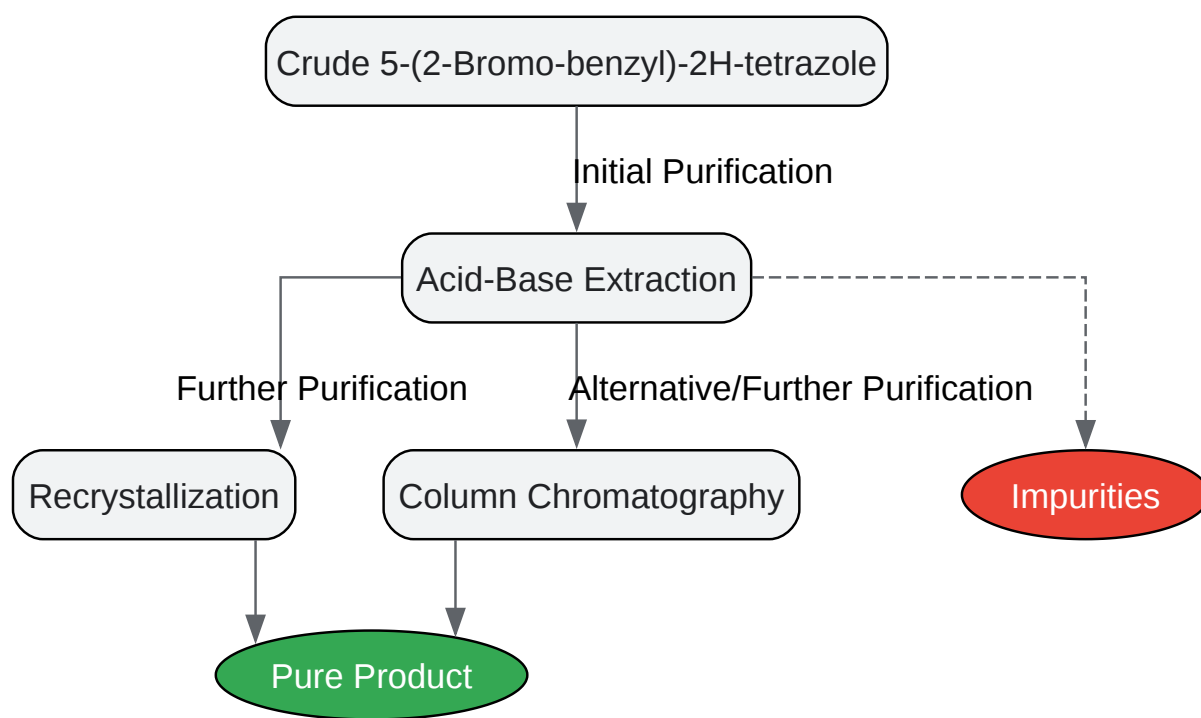 Crude 5-(2-Bromo-benzyl)-2H-tetrazole
Initial Purification
Acid-Base Extraction
Further Purification
Alternative/Further Purification
Recrystallization
Column Chromatography
Impurities
Pure Product